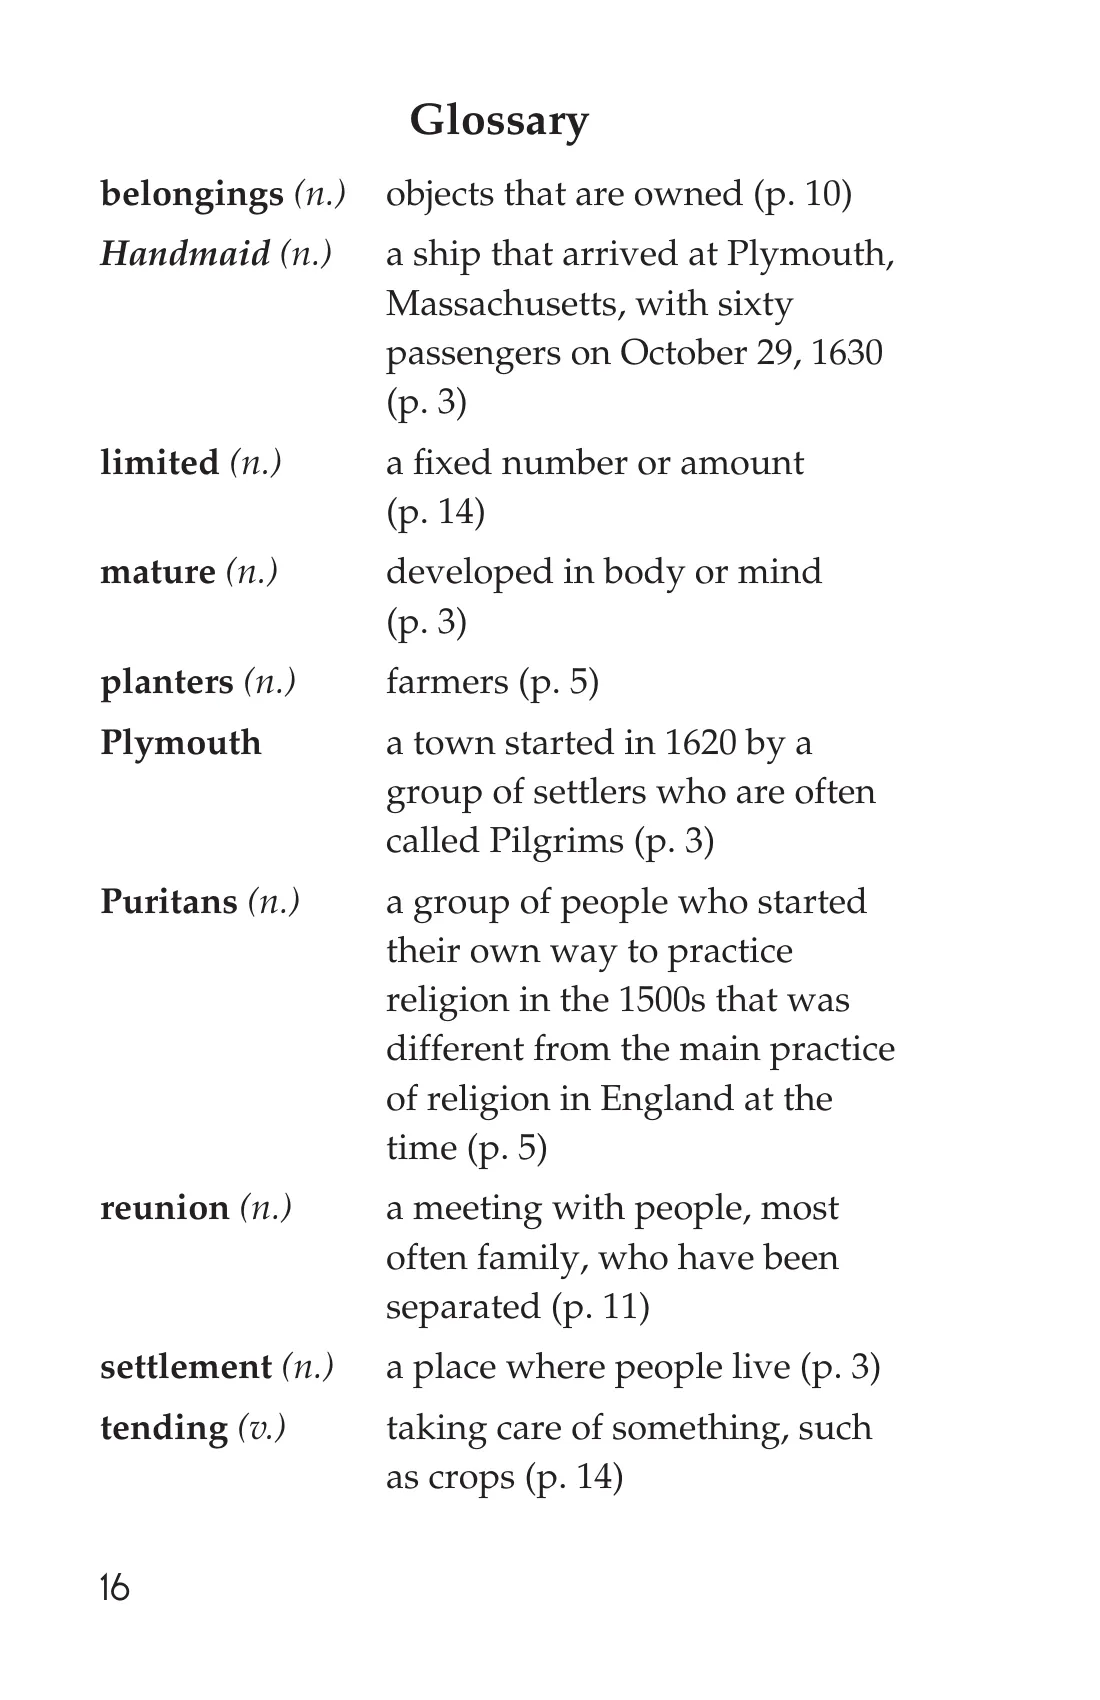 Glossary
belongings (n.) objects that are owned (p. 10)
Handmaid (n.) a ship that arrived at Plymouth,
Massachusetts, with sixty
passengers on October 29, 1630
(p. 3)
limited (n.) a fixed number or amount
(p. 14)
mature (n.) developed in body or mind
(p. 3)
planters (n.) farmers (p. 5)
Plymouth a town started in 1620 by a
group of settlers who are often
called Pilgrims (p. 3)
Puritans (n.) a group of people who started
their own way to practice
religion in the 1500s that was
different from the main practice
of religion in England at the
time (p. 5)
reunion (n.) a meeting with people, most
often family, who have been
separated (p. 11)
settlement (n.) a place where people live (p. 3)
tending (v.) taking care of something, such
as crops (p. 14)
16